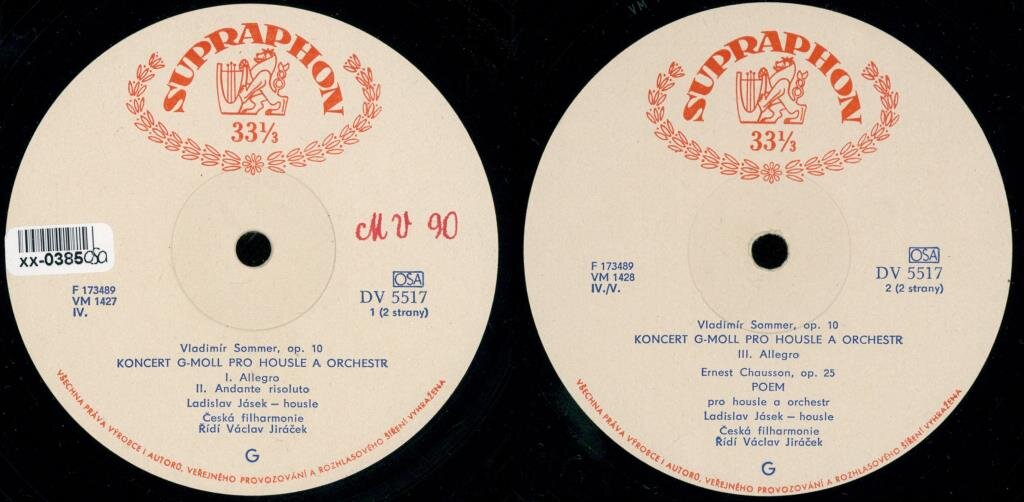 SUPRAPHON
33⅓
M V 90
xx-0385
OSA
F 173489
VM 1427
IV.
OSA
DV 5517
1 (2 strany)
Vladimír Sommer, op. 10
KONCERT G-MOLL PRO HOUSLE A ORCHESTR
I. Allegro
II. Andante risoluto
Ladislav Jásek – housle
Česká filharmonie
Řídí Václav Jiráček
G
VŠECHNA PRÁVA VÝROBCE I AUTORŮ, VEŘEJNÉHO PROVOZOVÁNÍ A ROZHLASOVÉHO ŠÍŘENÍ VYHRAŽENA
SUPRAPHON
33⅓
F 173489
VM 1428
IV./V.
OSA
DV 5517
2 (2 strany)
Vladimír Sommer, op. 10
KONCERT G-MOLL PRO HOUSLE A ORCHESTR
III. Allegro
Ernest Chausson, op. 25
POEM
pro housle a orchestr
Ladislav Jásek – housle
Česká filharmonie
Řídí Václav Jiráček
G
VŠECHNA PRÁVA VÝROBCE I AUTORŮ, VEŘEJNÉHO PROVOZOVÁNÍ A ROZHLASOVÉHO ŠÍŘENÍ VYHRAŽENA